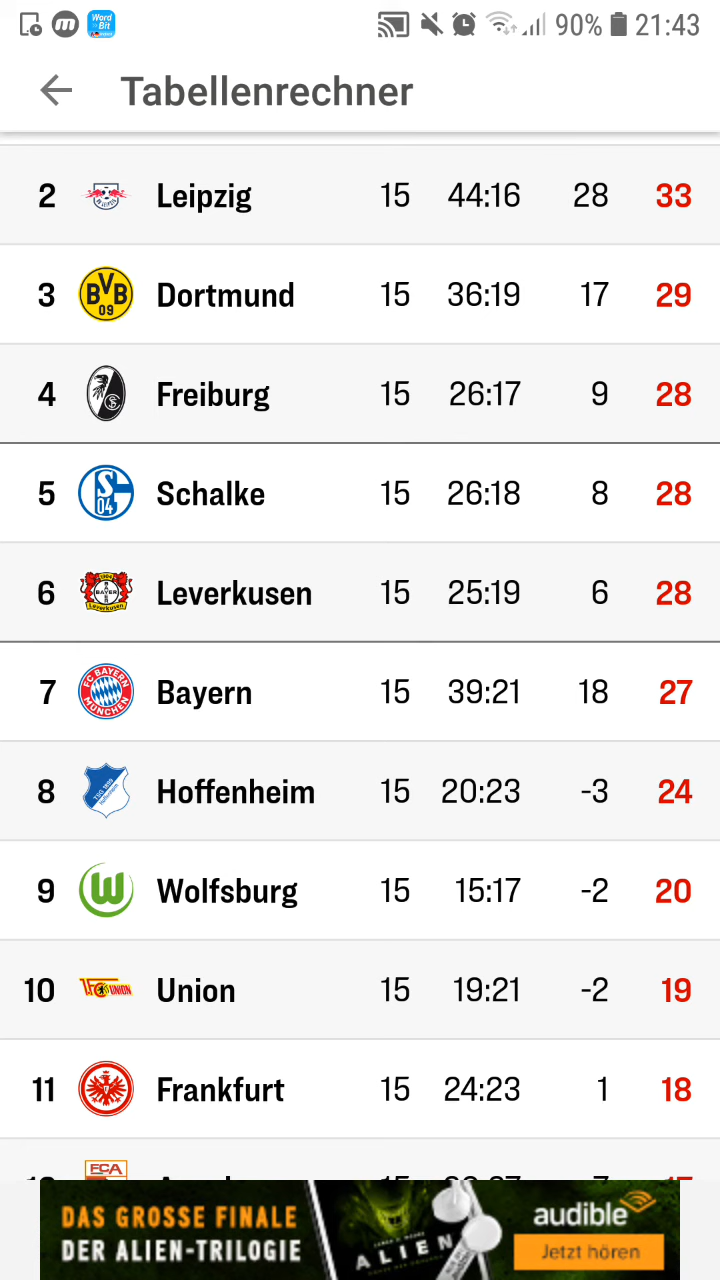 90% 21:43
Tabellenrechner
2 Leipzig 15 44:16 28 33
3 Dortmund 15 36:19 17 29
4 Freiburg 15 26:17 9 28
5 Schalke 15 26:18 8 28
6 Leverkusen 15 25:19 6 28
7 Bayern 15 39:21 18 27
8 Hoffenheim 15 20:23 -3 24
9 Wolfsburg 15 15:17 -2 20
10 Union 15 19:21 -2 19
11 Frankfurt 15 24:23 1 18
FCA
DAS GROSSE FINALE
DER ALIEN-TRILOGIE
ALIEN
audible
Jetzt hören